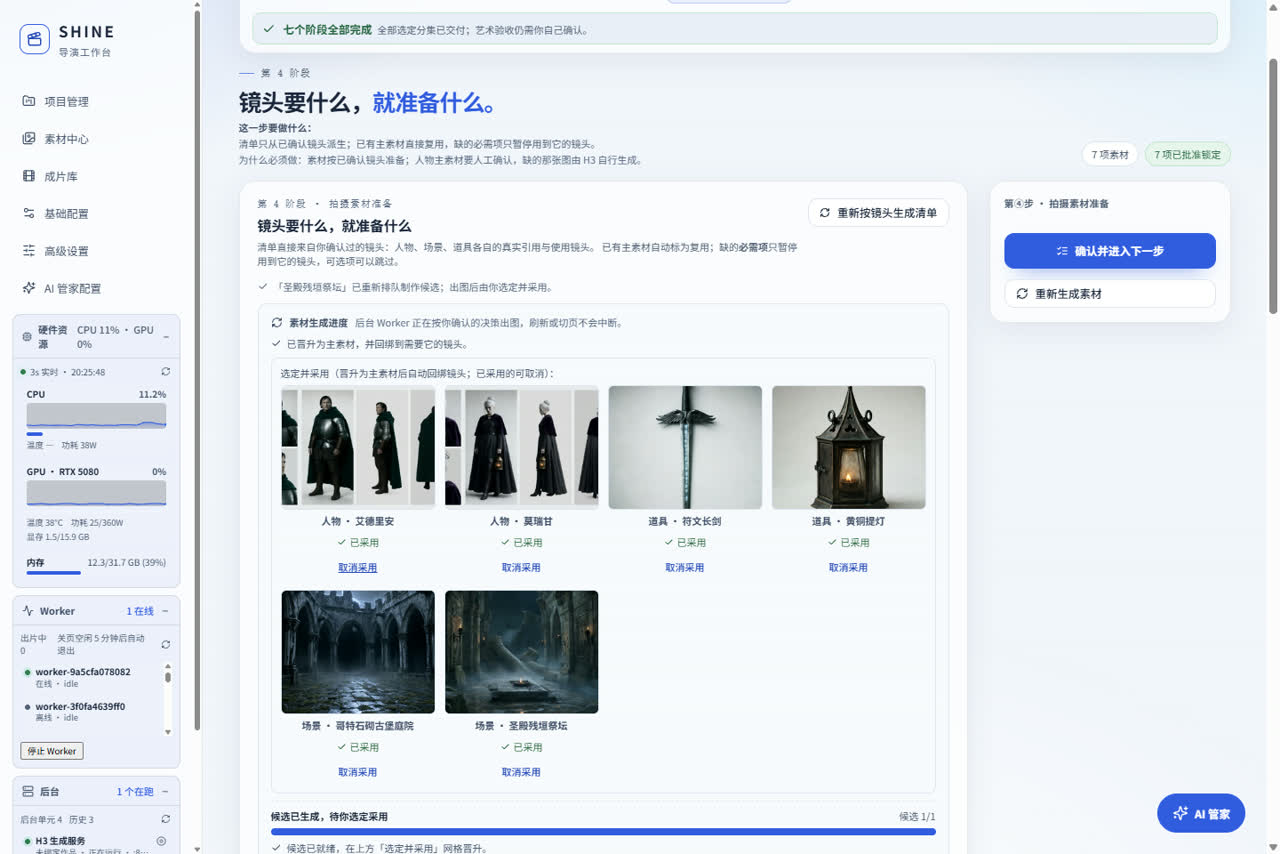 SHINE
导演工作台
项目管理
素材中心
成片库
基础配置
高级设置
AI 管家配置
硬件资源
CPU 11% · GPU 0%
3s 实时 · 20:25:48
CPU 11.2%
温度 — 功耗 38W
GPU · RTX 5080 0%
温度 38°C 功耗 25/360W
显存 1.5/15.9 GB
内存 12.3/31.7 GB (39%)
Worker 1 在线
出片中 0
关页空闲 5 分钟后自动退出
worker-9a5cfa078082
在线 · idle
worker-3f0fa4639ff0
离线 · idle
停止 Worker
后台 1 个在跑
后台单元 4 历史 3
H3 生成服务
七个阶段全部完成 全部选定分集已交付；艺术验收仍需你自己确认。
第 4 阶段
镜头要什么，就准备什么。
这一步要做什么：
清单只从已确认镜头派生；已有主素材直接复用，缺的必需项只暂停用到它的镜头。
为什么必须做：素材按已确认镜头准备；人物主素材要人工确认，缺的那张图由 H3 自行生成。
7 项素材
7 项已批准锁定
第 4 阶段 · 拍摄素材准备
镜头要什么，就准备什么
清单直接来自你确认过的镜头：人物、场景、道具各自的真实引用与使用镜头。 已有主素材自动标为复用；缺的必需项只暂停
用到它的镜头，可选项可以跳过。
重新按镜头生成清单
「圣殿残垣祭坛」已重新排队制作候选；出图后由你选定并采用。
素材生成进度 后台 Worker 正在按你确认的决策出图，刷新或切页不会中断。
已晋升为主素材，并回绑到需要它的镜头。
选定并采用（晋升为主素材后自动回绑镜头；已采用的可取消）：
人物 · 艾德里安
已采用
取消采用
人物 · 莫瑞甘
已采用
取消采用
道具 · 符文长剑
已采用
取消采用
道具 · 黄铜提灯
已采用
取消采用
场景 · 哥特石砌古堡庭院
已采用
取消采用
场景 · 圣殿残垣祭坛
已采用
取消采用
候选已生成，待你选定采用 候选 1/1
候选已就绪，在上方「选定并采用」网格晋升。
第④步 · 拍摄素材准备
确认并进入下一步
重新生成素材
AI 管家